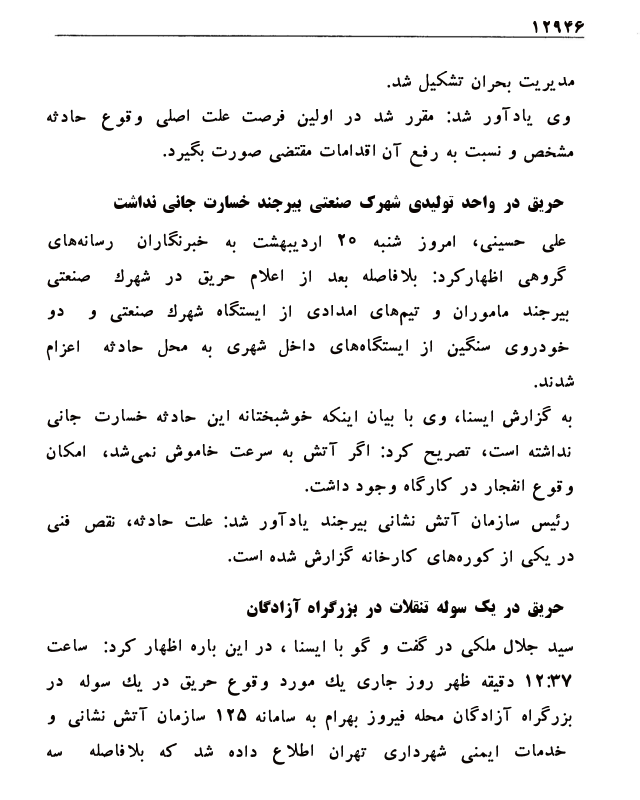 ۱۲۹۴۶
مدیریت بحران تشکیل شد.
وی یادآور شد: مقرر شد در اولین فرصت علت اصلی وقوع حادثه
مشخص و نسبت به رفع آن اقدامات مقتضی صورت بگیرد.
حریق در واحد تولیدی شهرک صنعتی بیرجند خسارت جانی نداشت
علی حسینی، امروز شنبه ۲۰ اردیبهشت به خبرنگاران رسانه‌های
گروهی اظهارکرد: بلافاصله بعد از اعلام حریق در شهرك صنعتی
بیرجند ماموران و تیم‌های امدادی از ایستگاه شهرك صنعتی و دو
خودروی سنگین از ایستگاه‌های داخل شهری به محل حادثه اعزام
شدند.
به گزارش ایسنا، وی با بیان اینکه خوشبختانه این حادثه خسارت جانی
نداشته است، تصریح کرد: اگر آتش به سرعت خاموش نمی‌شد، امکان
وقوع انفجار در کارگاه وجود داشت.
رئیس سازمان آتش نشانی بیرجند یادآور شد: علت حادثه، نقص فنی
در یکی از کوره‌های کارخانه گزارش شده است.
حریق در یک سوله تنقلات در بزرگراه آزادگان
سید جلال ملکی در گفت و گو با ایسنا ، در این باره اظهار کرد: ساعت
۱۲:۳۷ دقیقه ظهر روز جاری یك مورد وقوع حریق در یك سوله در
بزرگراه آزادگان محله فیروز بهرام به سامانه ۱۲۵ سازمان آتش نشانی و
خدمات ایمنی شهرداری تهران اطلاع داده شد که بلافاصله سه